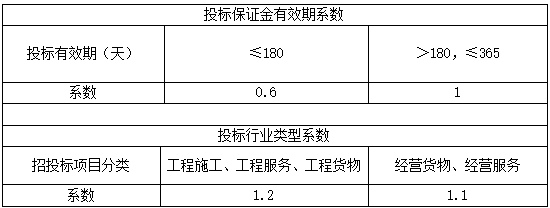 投标保证金有效期系数
投标有效期（天） ≤180 ＞180，≤365
系数 0.6 1
投标行业类型系数
招投标项目分类 工程施工、工程服务、工程货物 经营货物、经营服务
系数 1.2 1.1